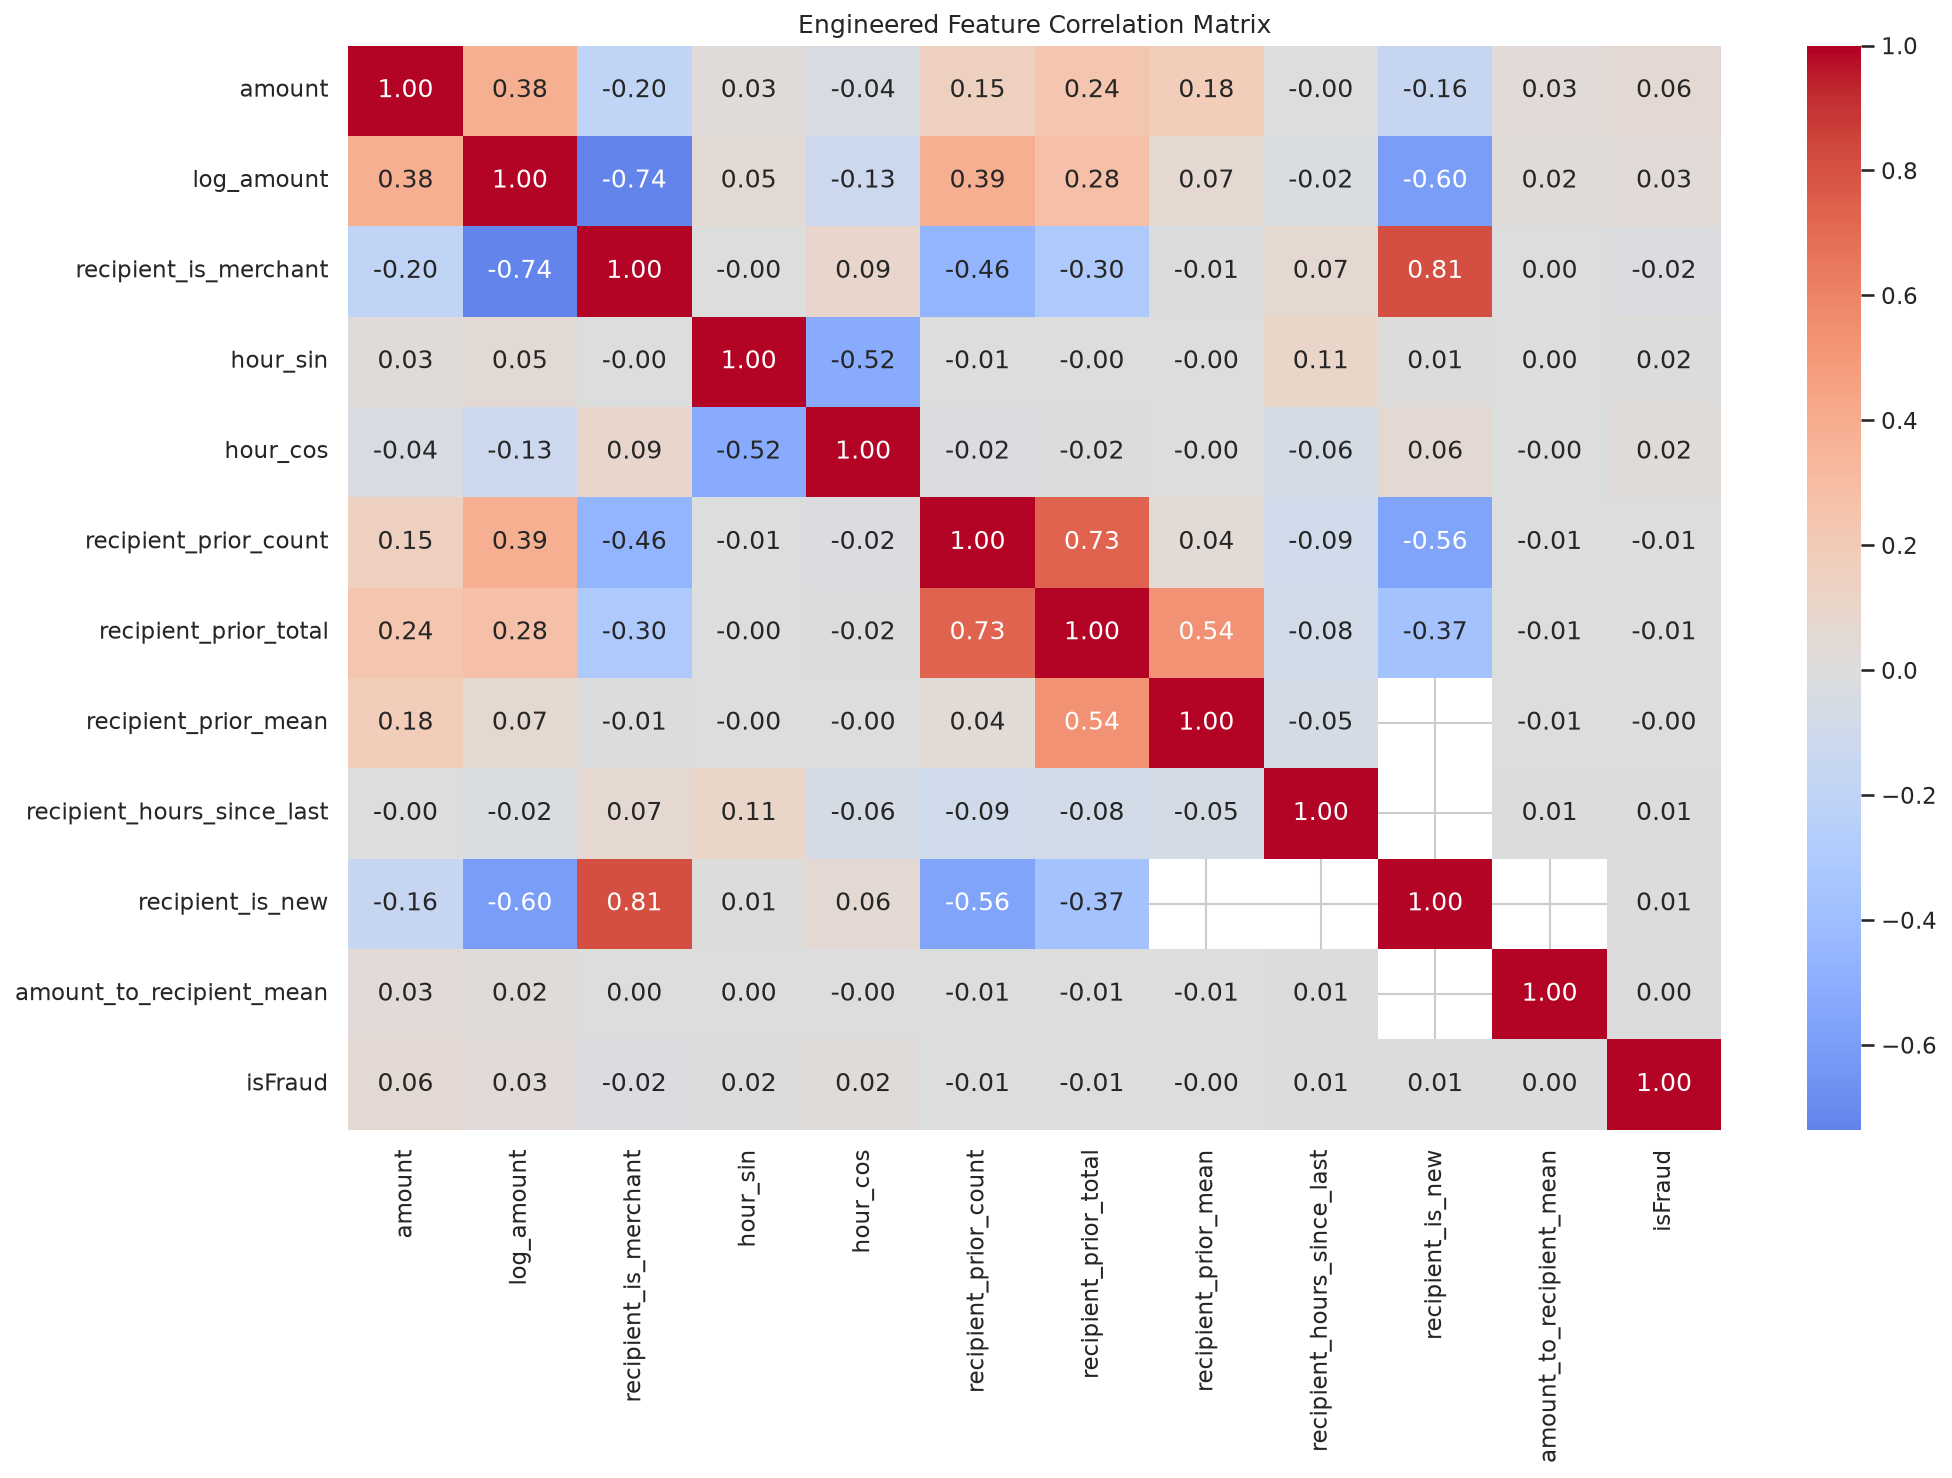 Engineered Feature Correlation Matrix
amount 1.00 0.38 -0.20 0.03 -0.04 0.15 0.24 0.18 -0.00 -0.16 0.03 0.06
log_amount 0.38 1.00 -0.74 0.05 -0.13 0.39 0.28 0.07 -0.02 -0.60 0.02 0.03
recipient_is_merchant -0.20 -0.74 1.00 -0.00 0.09 -0.46 -0.30 -0.01 0.07 0.81 0.00 -0.02
hour_sin 0.03 0.05 -0.00 1.00 -0.52 -0.01 -0.00 -0.00 0.11 0.01 0.00 0.02
hour_cos -0.04 -0.13 0.09 -0.52 1.00 -0.02 -0.02 -0.00 -0.06 0.06 -0.00 0.02
recipient_prior_count 0.15 0.39 -0.46 -0.01 -0.02 1.00 0.73 0.04 -0.09 -0.56 -0.01 -0.01
recipient_prior_total 0.24 0.28 -0.30 -0.00 -0.02 0.73 1.00 0.54 -0.08 -0.37 -0.01 -0.01
recipient_prior_mean 0.18 0.07 -0.01 -0.00 -0.00 0.04 0.54 1.00 -0.05 -0.01 -0.00
recipient_hours_since_last -0.00 -0.02 0.07 0.11 -0.06 -0.09 -0.08 -0.05 1.00 0.01 0.01
recipient_is_new -0.16 -0.60 0.81 0.01 0.06 -0.56 -0.37 1.00 0.01
amount_to_recipient_mean 0.03 0.02 0.00 0.00 -0.00 -0.01 -0.01 -0.01 0.01 1.00 0.00
isFraud 0.06 0.03 -0.02 0.02 0.02 -0.01 -0.01 -0.00 0.01 0.01 0.00 1.00
amount
log_amount
recipient_is_merchant
hour_sin
hour_cos
recipient_prior_count
recipient_prior_total
recipient_prior_mean
recipient_hours_since_last
recipient_is_new
amount_to_recipient_mean
isFraud
1.0
0.8
0.6
0.4
0.2
0.0
−0.2
−0.4
−0.6